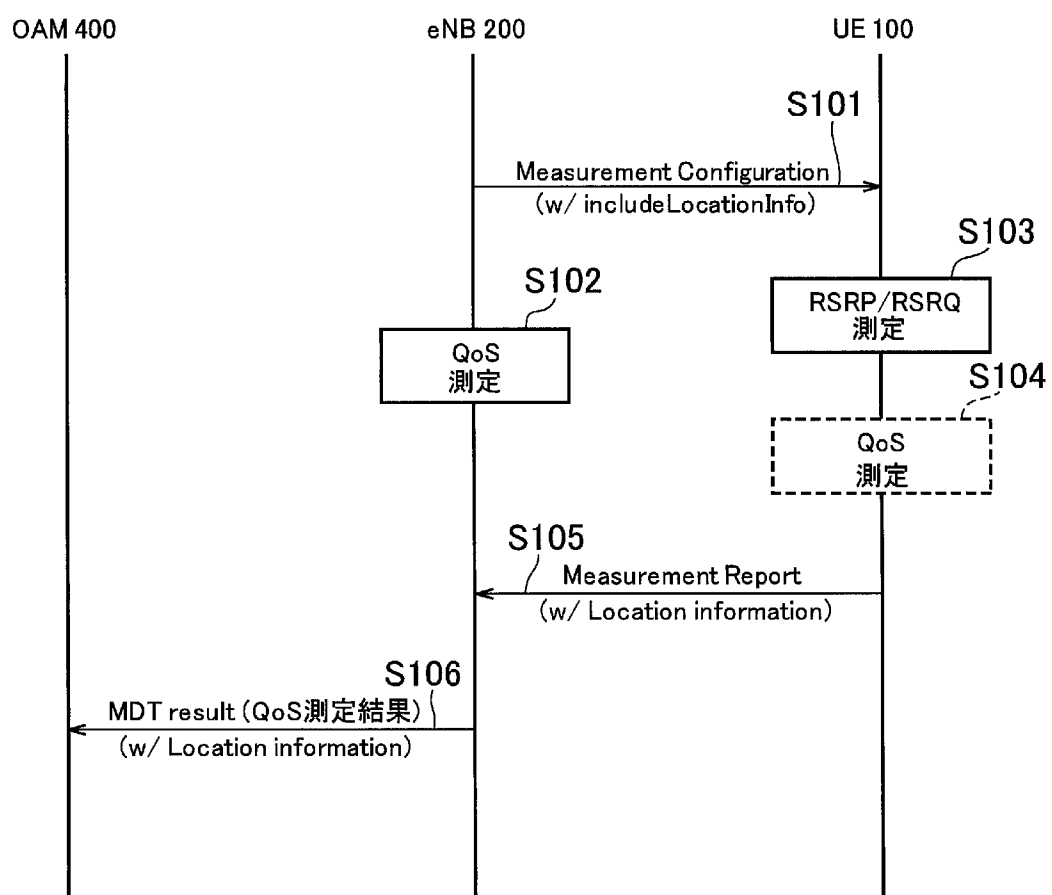 OAM 400
eNB 200
UE 100
S101
Measurement Configuration
(w/ includeLocationInfo)
S103
RSRP/RSRQ
測定
S102
QoS
測定
S104
QoS
測定
S105
Measurement Report
(w/ Location information)
S106
MDT result (QoS測定結果)
(w/ Location information)